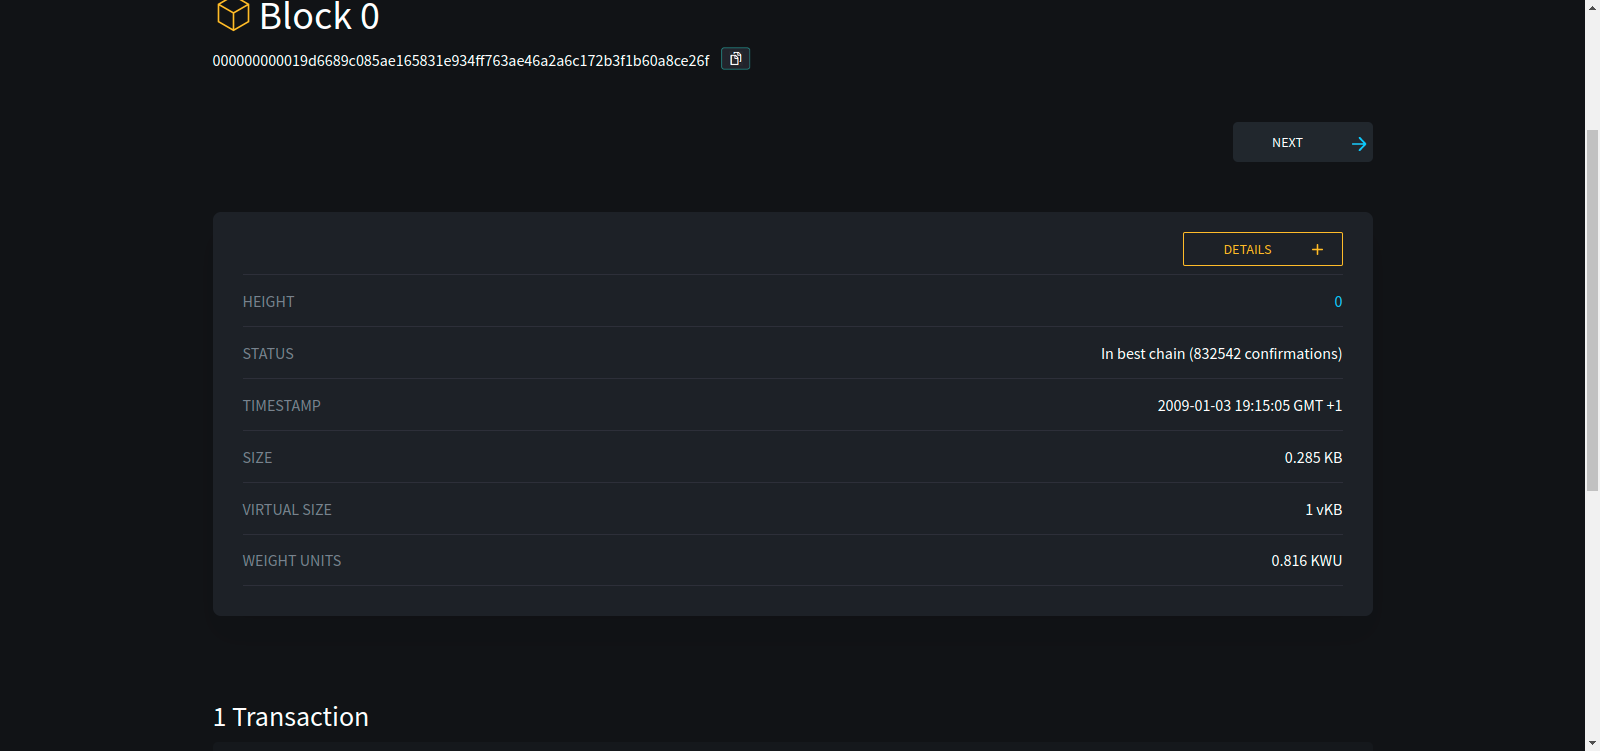 Block 0
000000000019d6689c085ae165831e934ff763ae46a2a6c172b3f1b60a8ce26f
NEXT
DETAILS +
HEIGHT 0
STATUS In best chain (832542 confirmations)
TIMESTAMP 2009-01-03 19:15:05 GMT +1
SIZE 0.285 KB
VIRTUAL SIZE 1 vKB
WEIGHT UNITS 0.816 KWU
1 Transaction